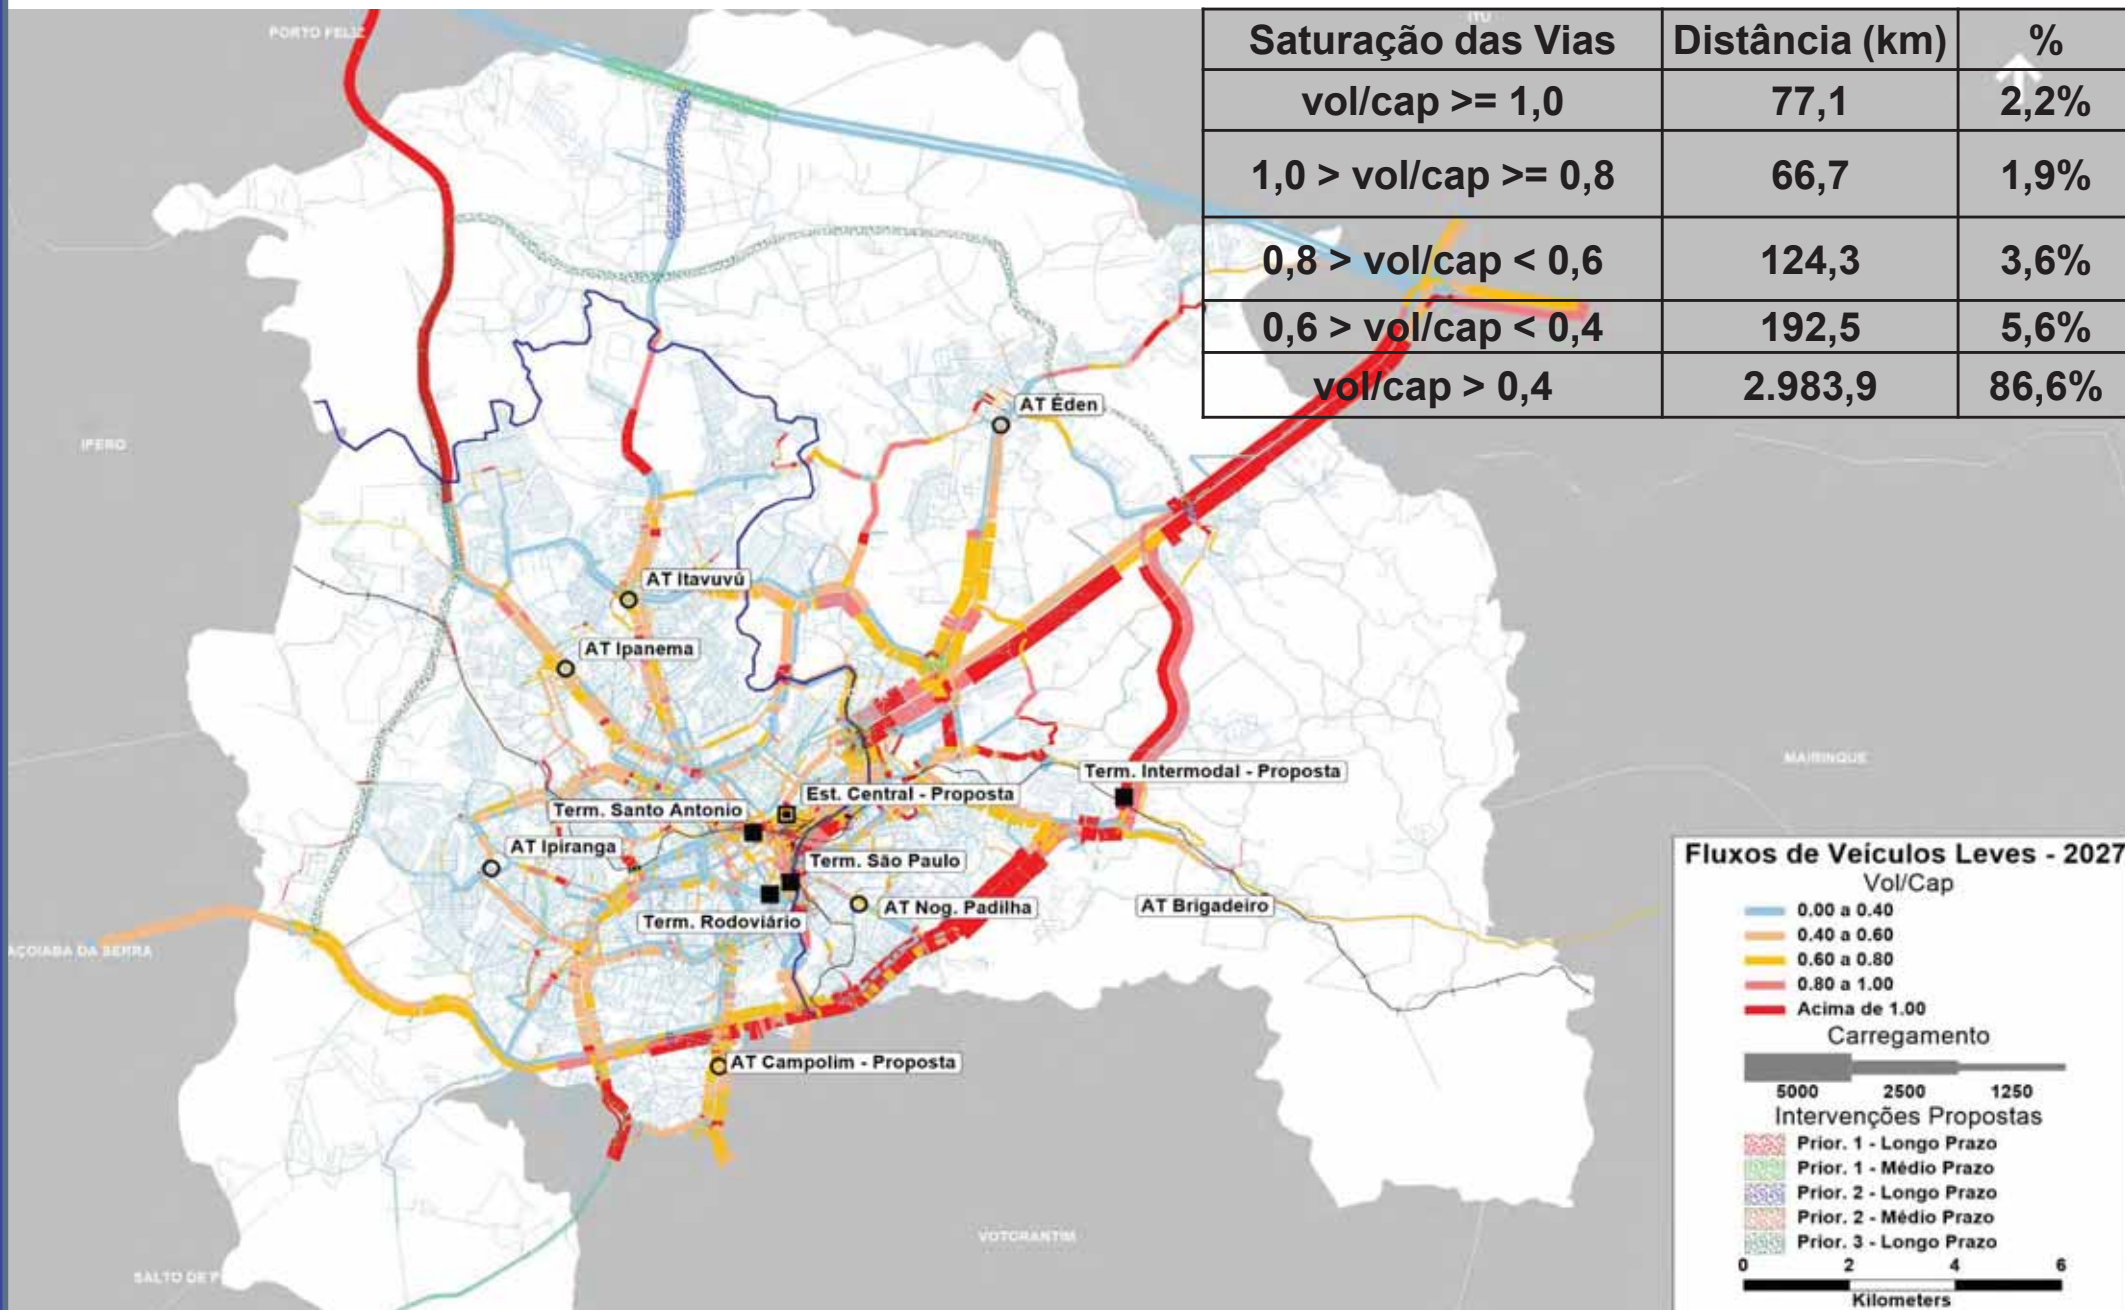 PORTO FELIZ
ITU
Saturação das Vias Distância (km) %
vol/cap >= 1,0 77,1 2,2%
1,0 > vol/cap >= 0,8 66,7 1,9%
0,8 > vol/cap < 0,6 124,3 3,6%
0,6 > vol/cap < 0,4 192,5 5,6%
vol/cap > 0,4 2.983,9 86,6%
AT Éden
IPERO
AT Itavuvú
AT Ipanema
MAIRINQUE
Term. Intermodal - Proposta
Est. Central - Proposta
Term. Santo Antonio
AT Ipiranga
Term. São Paulo
AT Nog. Padilha
AT Brigadeiro
Term. Rodoviário
AÇOIABA DA SERRA
AT Campolim - Proposta
VOTORANTIM
SALTO DE P
Fluxos de Veículos Leves - 2027
Vol/Cap
0.00 a 0.40
0.40 a 0.60
0.60 a 0.80
0.80 a 1.00
Acima de 1.00
Carregamento
5000 2500 1250
Intervenções Propostas
Prior. 1 - Longo Prazo
Prior. 1 - Médio Prazo
Prior. 2 - Longo Prazo
Prior. 2 - Médio Prazo
Prior. 3 - Longo Prazo
0 2 4 6
Kilometers